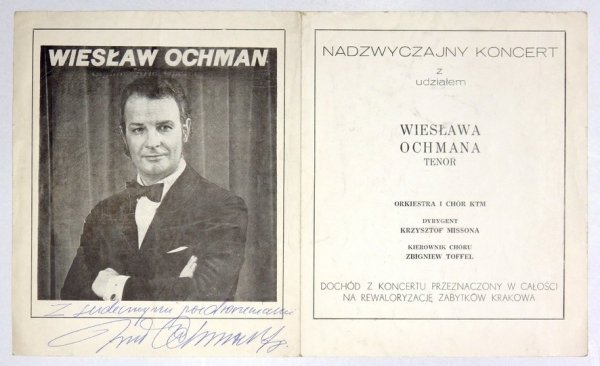 WIESŁAW OCHMAN
Z serdecznymi pozdrowieniami
NADZWYCZAJNY KONCERT
z
udziałem
WIESŁAWA
OCHMANA
TENOR
ORKIESTRA I CHÓR KTM
DYRYGENT
KRZYSZTOF MISSONA
KIEROWNIK CHÓRU
ZBIGNIEW TOFFEL
DOCHÓD Z KONCERTU PRZEZNACZONY W CAŁOŚCI
NA REWALORYZACJĘ ZABYTKÓW KRAKOWA